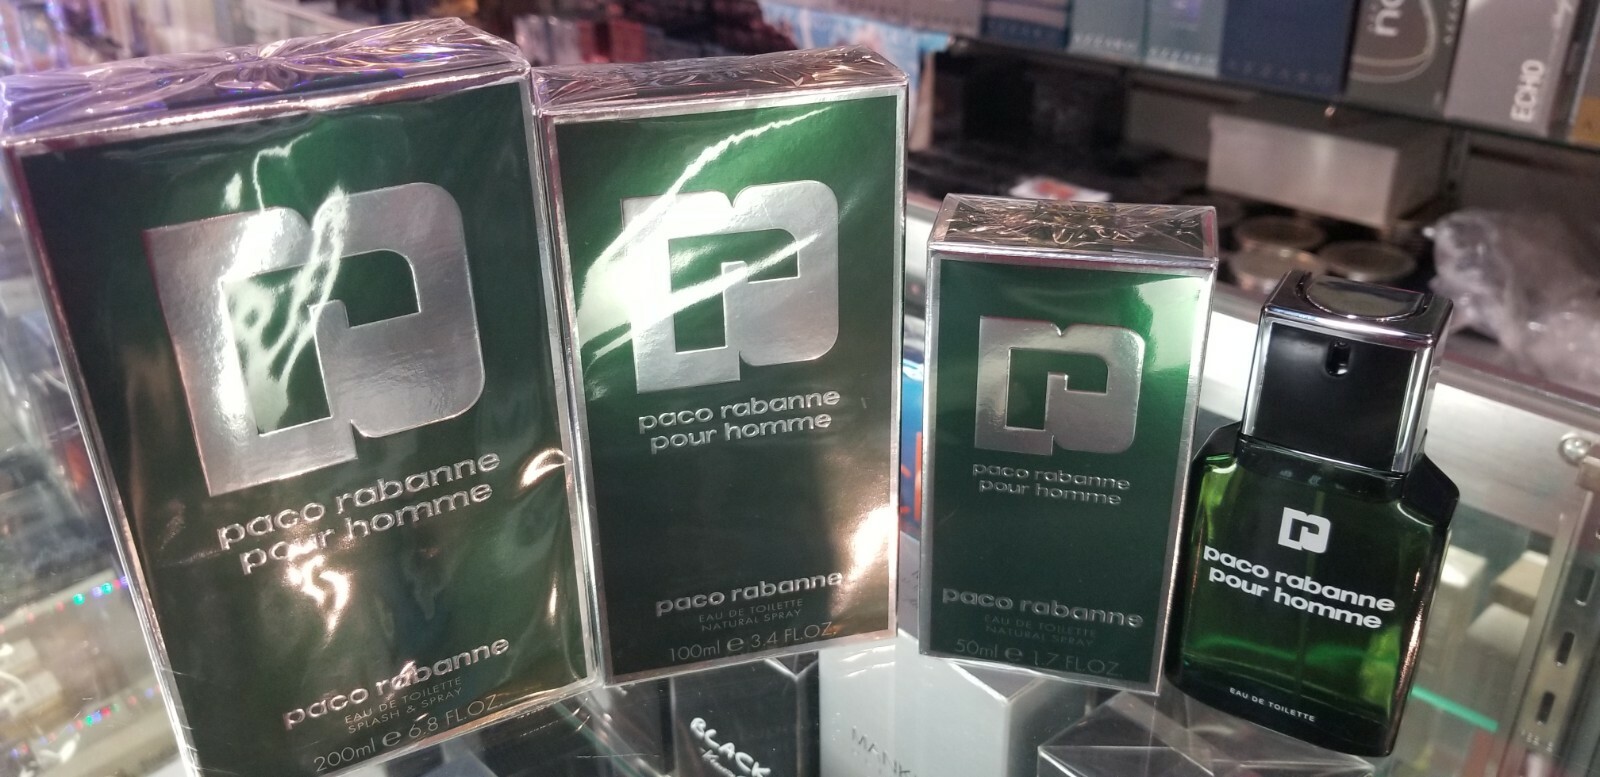 paco rabanne
pour homme
paco rabanne
EAU DE TOILETTE
SPLASH & SPRAY
200ml e 6.8 FL.OZ.
paco rabanne
pour homme
paco rabanne
EAU DE TOILETTE
NATURAL SPRAY
100ml e 3.4 FL.OZ.
paco rabanne
pour homme
paco rabanne
EAU DE TOILETTE
NATURAL SPRAY
50ml e 1.7 FL.OZ.
paco rabanne
pour homme
EAU DE TOILETTE
ECHO
AZZARO
BLACK